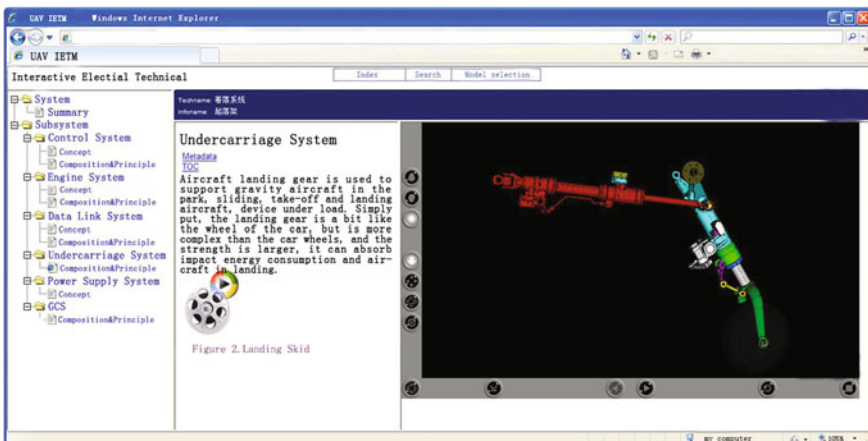 UAV IETM Windows Internet Explorer
UAV IETM
Interactive Electial Technical
Index Search Model selection
System
Summary
Subsystem
Control System
Concept
Composition&Principle
Engine System
Concept
Composition&Principle
Data Link System
Concept
Composition&Principle
Undercarriage System
Composition&Principle
Power Supply System
Concept
GCS
Composition&Principle
Techname: 着落系统
Infoname: 起落架
Undercarriage System
Metadata
TOC
Aircraft landing gear is used to
support gravity aircraft in the
park, sliding, take-off and landing
aircraft, device under load. Simply
put, the landing gear is a bit like
the wheel of the car, but is more
complex than the car wheels, and the
strength is larger, it can absorb
impact energy consumption and air-
craft in landing.
Figure 2.Landing Skid
my computer 105%